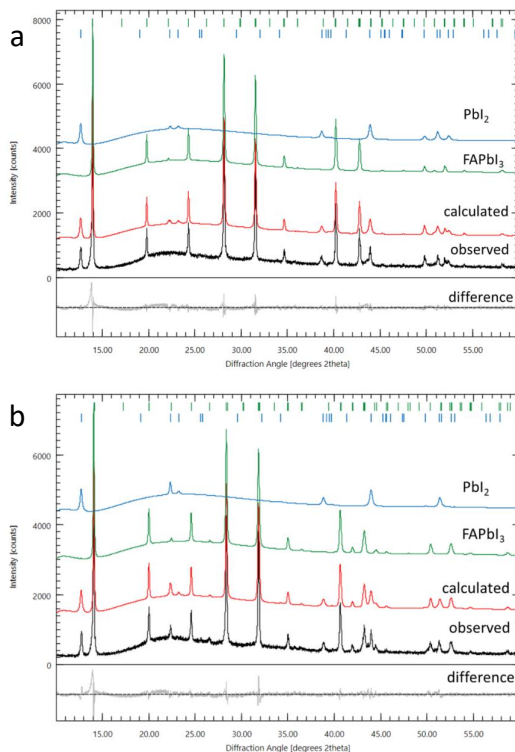 a
8000
6000
4000
2000
0
PbI₂
FAPbI₃
calculated
observed
difference
Intensity [counts]
15.00 20.00 25.00 30.00 35.00 40.00 45.00 50.00 55.00
Diffraction Angle [degrees 2theta]
b
8000
6000
4000
2000
0
PbI₂
FAPbI₃
calculated
observed
difference
Intensity [counts]
15.00 20.00 25.00 30.00 35.00 40.00 45.00 50.00 55.00
Diffraction Angle [degrees 2theta]